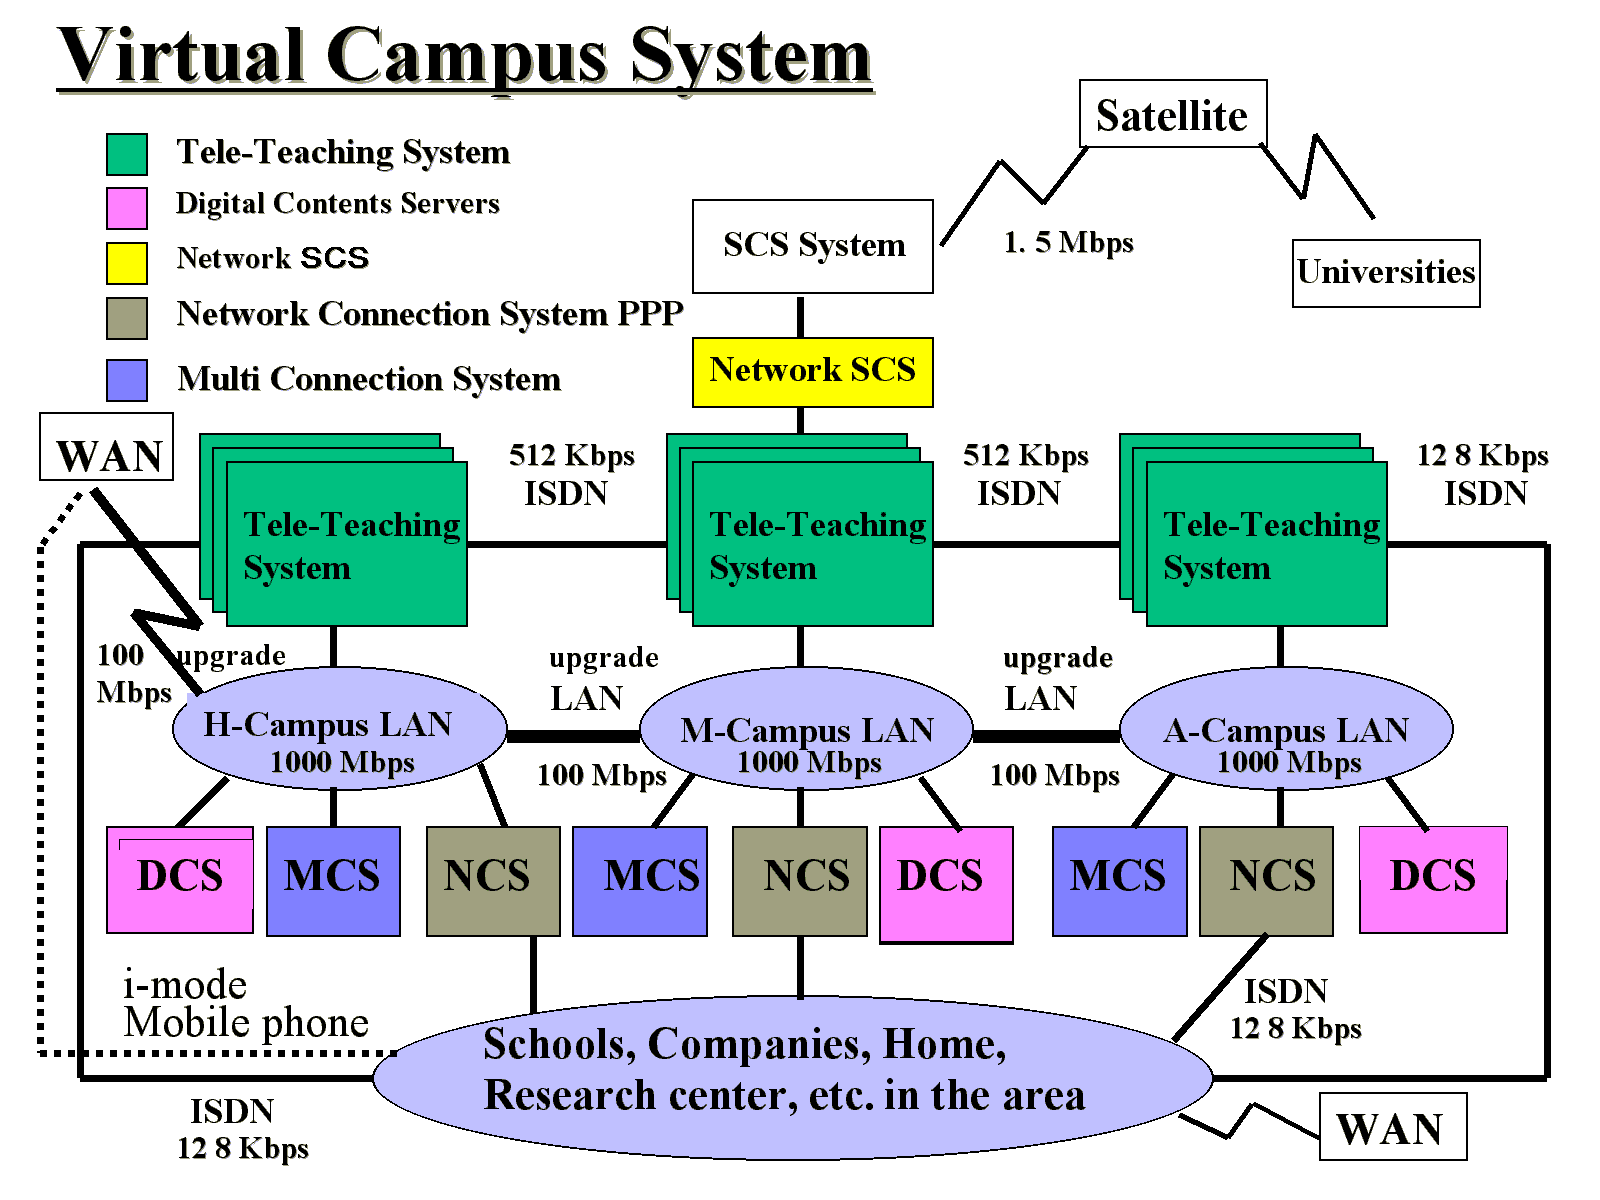 Virtual Campus System
Satellite
Tele-Teaching System
Digital Contents Servers
SCS System
1. 5 Mbps
Universities
Network SCS
Network Connection System PPP
Multi Connection System
Network SCS
WAN
512 Kbps
ISDN
512 Kbps
ISDN
12 8 Kbps
ISDN
Tele-Teaching
System
Tele-Teaching
System
Tele-Teaching
System
100
Mbps
upgrade
upgrade
LAN
upgrade
LAN
H-Campus LAN
1000 Mbps
M-Campus LAN
1000 Mbps
A-Campus LAN
1000 Mbps
100 Mbps
100 Mbps
DCS
MCS
NCS
MCS
NCS
DCS
MCS
NCS
DCS
i-mode
Mobile phone
ISDN
12 8 Kbps
Schools, Companies, Home,
Research center, etc. in the area
ISDN
12 8 Kbps
WAN